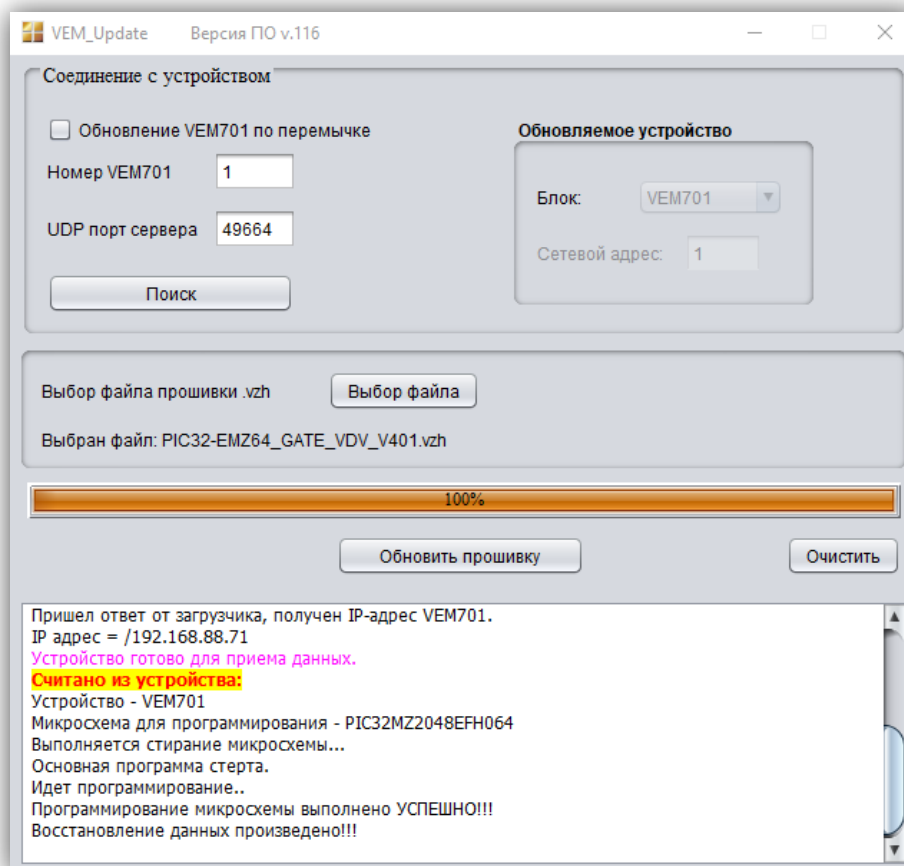 VEM_Update Версия ПО v.116
Соединение с устройством
Обновление VEM701 по перемычке
Номер VEM701 1
UDP порт сервера 49664
Поиск
Обновляемое устройство
Блок: VEM701
Сетевой адрес: 1
Выбор файла прошивки .vzh Выбор файла
Выбран файл: PIC32-EMZ64_GATE_VDV_V401.vzh
100%
Обновить прошивку Очистить
Пришел ответ от загрузчика, получен IP-адрес VEM701.
IP адрес = /192.168.88.71
Устройство готово для приема данных.
Считано из устройства:
Устройство - VEM701
Микросхема для программирования - PIC32MZ2048EFH064
Выполняется стирание микросхемы...
Основная программа стерта.
Идет программирование..
Программирование микросхемы выполнено УСПЕШНО!!!
Восстановление данных произведено!!!